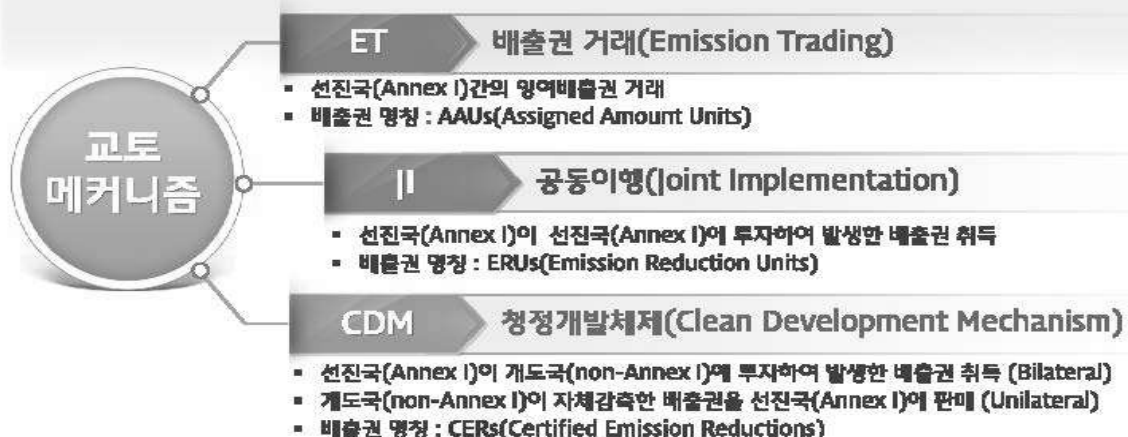 ET 배출권 거래(Emission Trading)
▪ 선진국(Annex I)간의 잉여배출권 거래
▪ 배출권 명칭 : AAUs(Assigned Amount Units)
교토
메커니즘
JI 공동이행(Joint Implementation)
▪ 선진국(Annex I)이 선진국(Annex I)에 투자하여 발생한 배출권 취득
▪ 배출권 명칭 : ERUs(Emission Reduction Units)
CDM 청정개발체제(Clean Development Mechanism)
▪ 선진국(Annex I)이 개도국(non-Annex I)에 투자하여 발생한 배출권 취득 (Bilateral)
▪ 개도국(non-Annex I)이 자체감축한 배출권을 선진국(Annex I)에 판매 (Unilateral)
▪ 배출권 명칭 : CERs(Certified Emission Reductions)